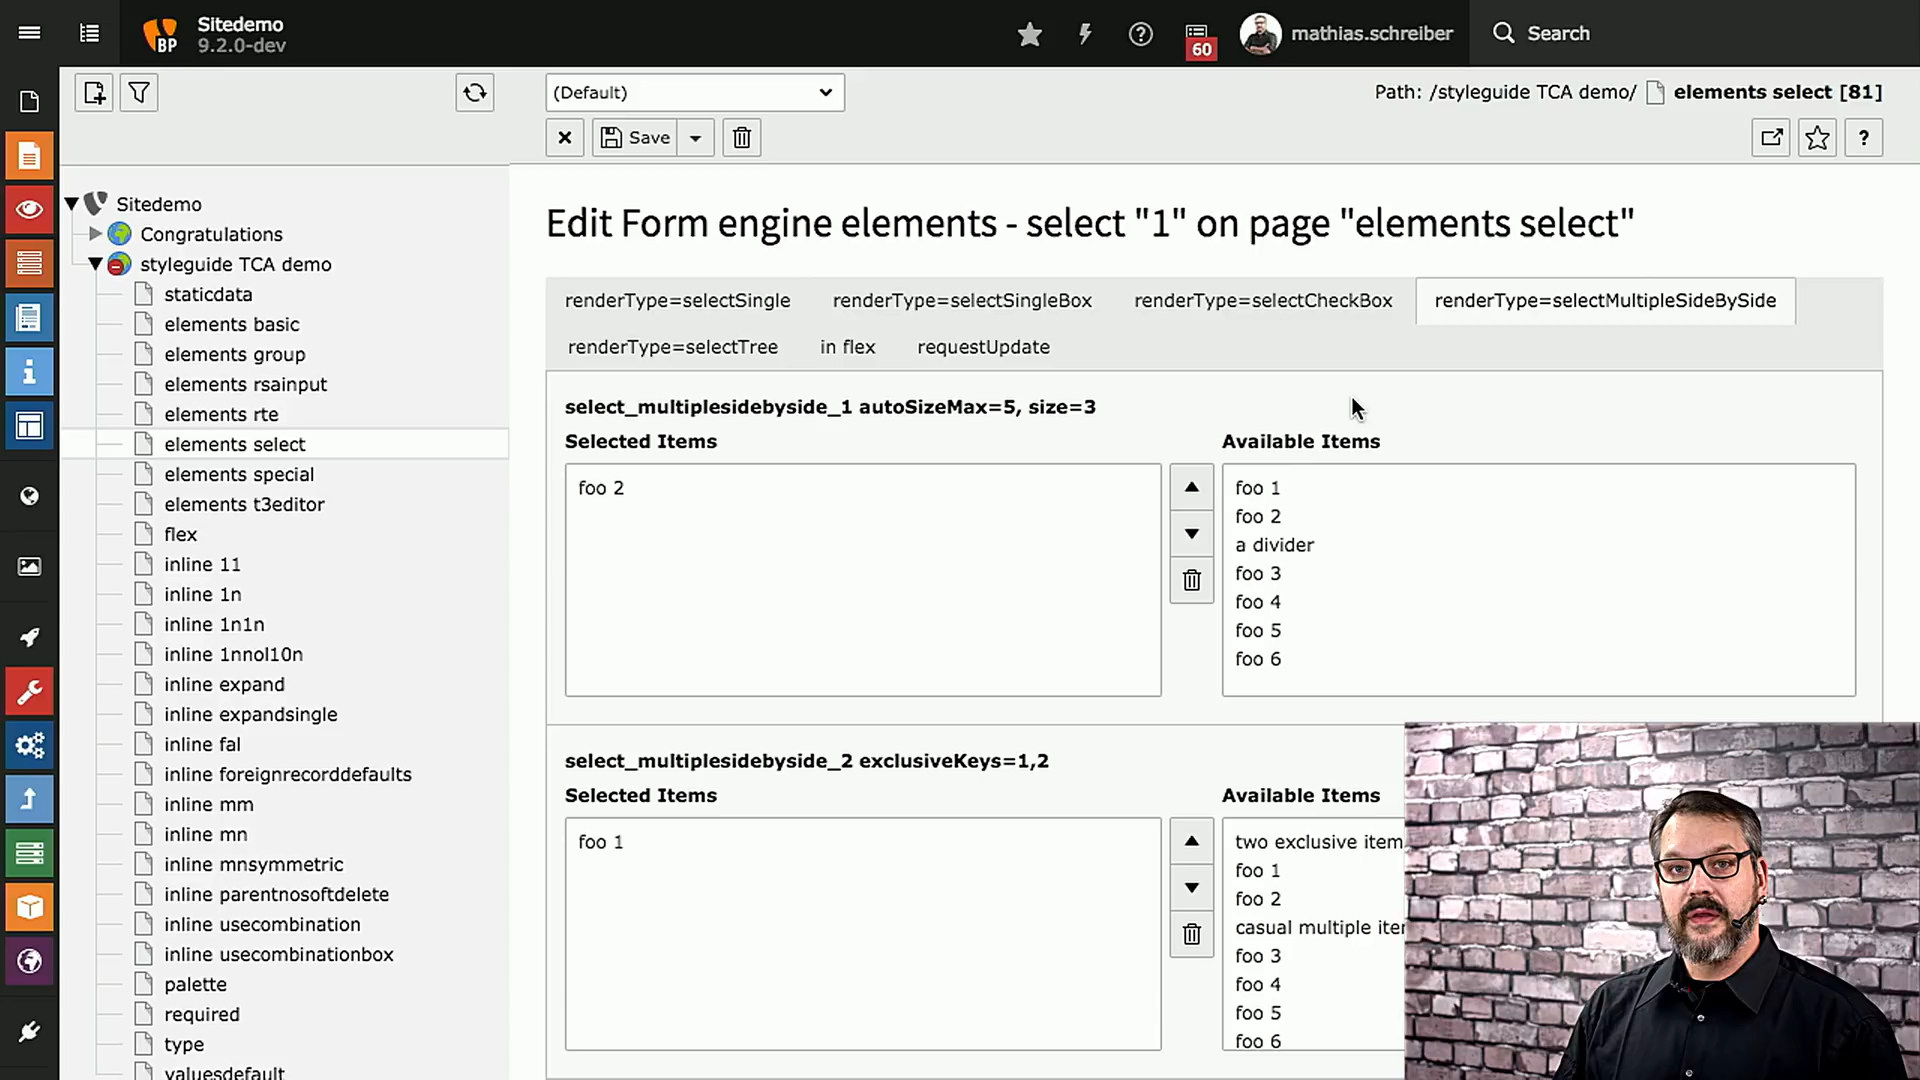 Sitedemo
9.2.0-dev
BP
60
mathias.schreiber
Search
(Default)
Path: /styleguide TCA demo/ elements select [81]
Save
?
Sitedemo
Congratulations
styleguide TCA demo
staticdata
elements basic
elements group
elements rsainput
elements rte
elements select
elements special
elements t3editor
flex
inline 11
inline 1n
inline 1n1n
inline 1nnol10n
inline expand
inline expandsingle
inline fal
inline foreignrecorddefaults
inline mm
inline mn
inline mnsymmetric
inline parentnosoftdelete
inline usecombination
inline usecombinationbox
palette
required
type
valuesdefault
Edit Form engine elements - select "1" on page "elements select"
renderType=selectSingle renderType=selectSingleBox renderType=selectCheckBox renderType=selectMultipleSideBySide
renderType=selectTree in flex requestUpdate
select_multiplesidebyside_1 autoSizeMax=5, size=3
Selected Items
foo 2
Available Items
foo 1
foo 2
a divider
foo 3
foo 4
foo 5
foo 6
select_multiplesidebyside_2 exclusiveKeys=1,2
Selected Items
foo 1
Available Items
two exclusive item
foo 1
foo 2
casual multiple iter
foo 3
foo 4
foo 5
foo 6